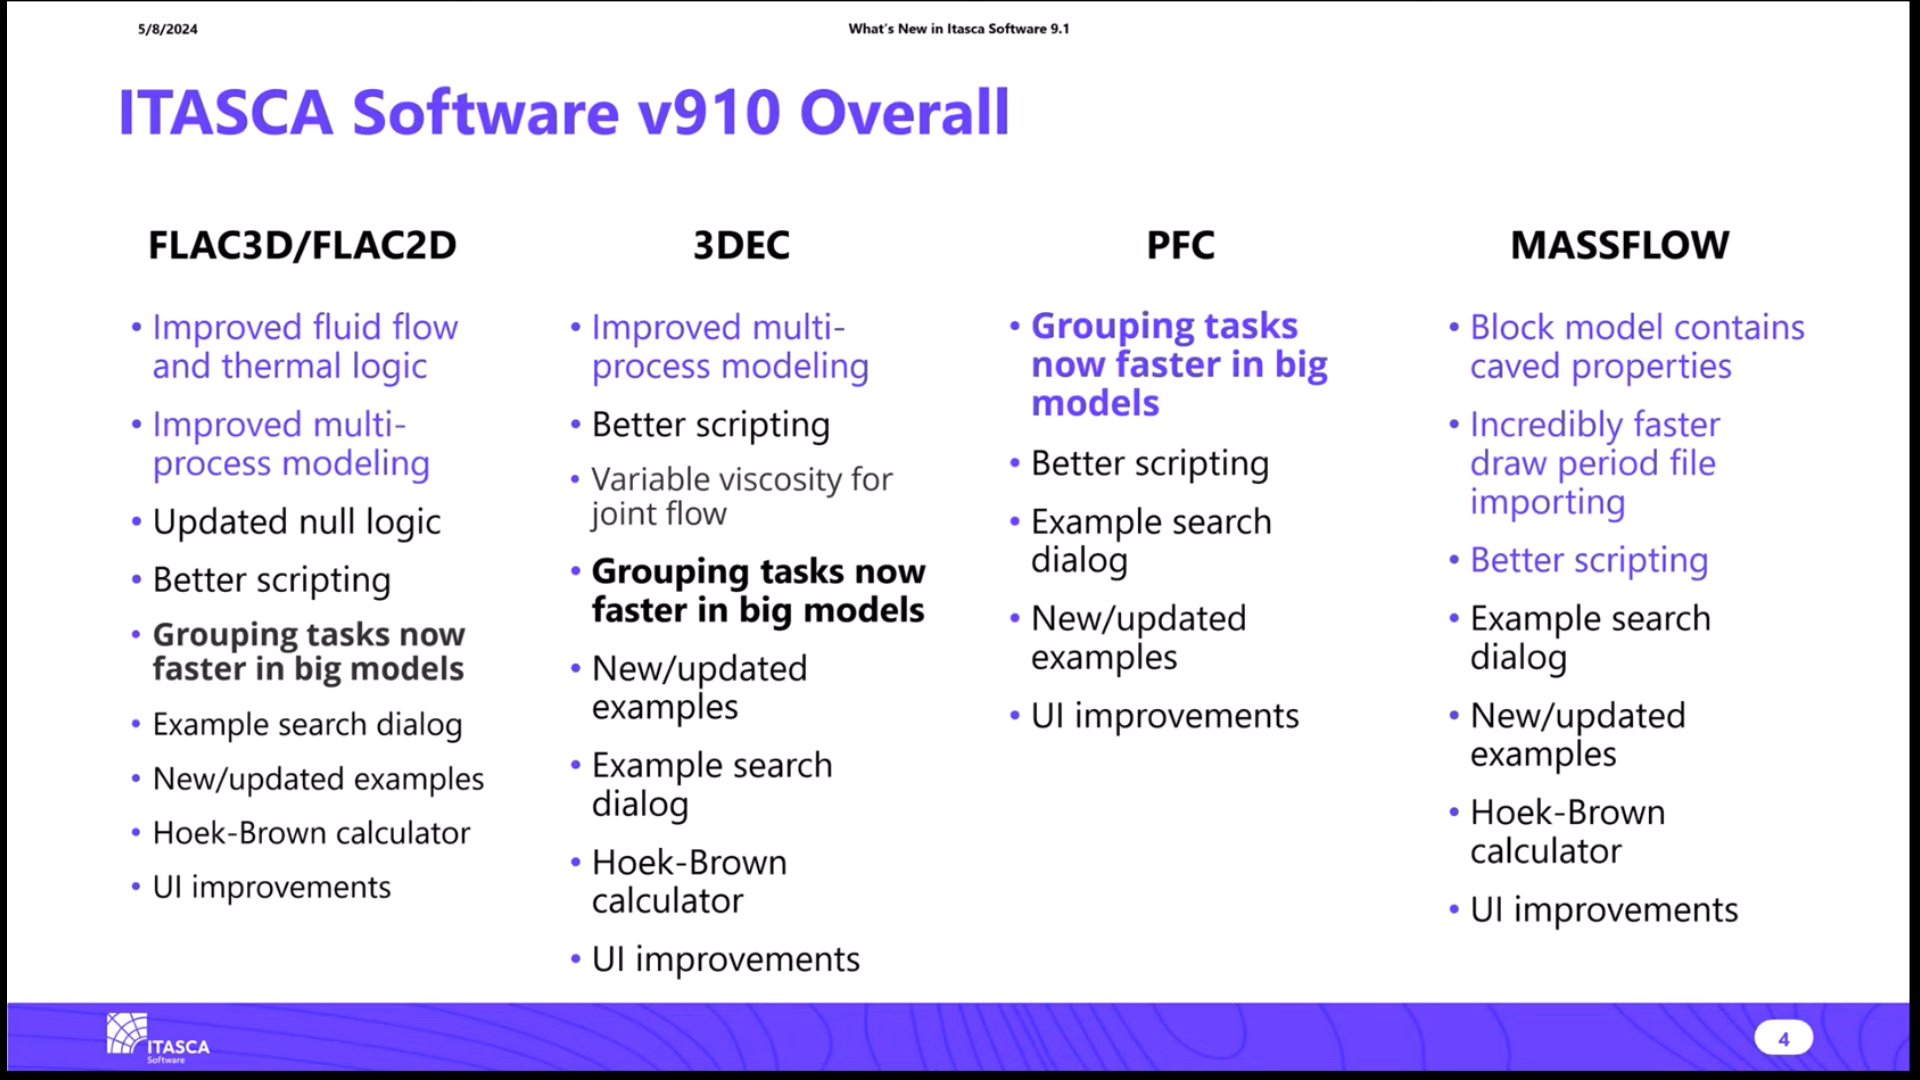 5/8/2024
What's New in Itasca Software 9.1
ITASCA Software v910 Overall
FLAC3D/FLAC2D
• Improved fluid flow
and thermal logic
• Improved multi-
process modeling
• Updated null logic
• Better scripting
• Grouping tasks now
faster in big models
• Example search dialog
• New/updated examples
• Hoek-Brown calculator
• UI improvements
3DEC
• Improved multi-
process modeling
• Better scripting
• Variable viscosity for
joint flow
• Grouping tasks now
faster in big models
• New/updated
examples
• Example search
dialog
• Hoek-Brown
calculator
• UI improvements
PFC
• Grouping tasks
now faster in big
models
• Better scripting
• Example search
dialog
• New/updated
examples
• UI improvements
MASSFLOW
• Block model contains
caved properties
• Incredibly faster
draw period file
importing
• Better scripting
• Example search
dialog
• New/updated
examples
• Hoek-Brown
calculator
• UI improvements
ITASCA
Software
4